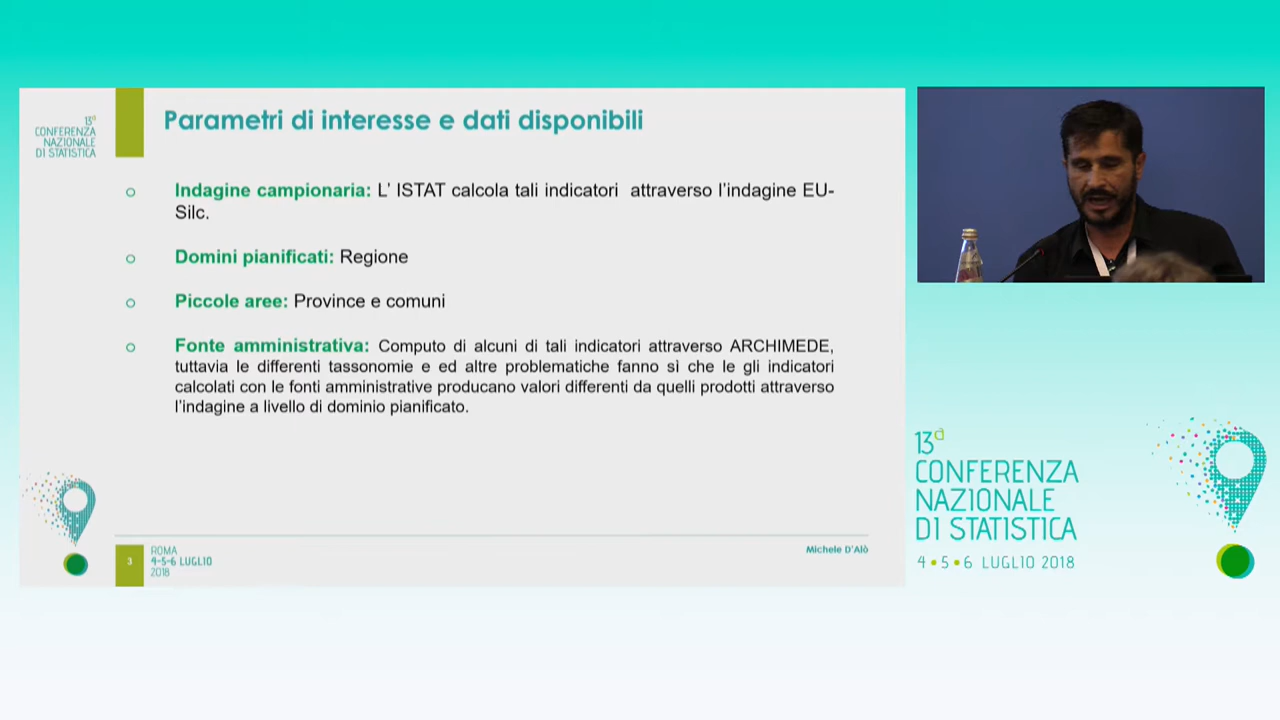 13a
CONFERENZA
NAZIONALE
DI STATISTICA
Parametri di interesse e dati disponibili
Indagine campionaria: L' ISTAT calcola tali indicatori attraverso l'indagine EU-
Silc.
Domini pianificati: Regione
Piccole aree: Province e comuni
Fonte amministrativa: Computo di alcuni di tali indicatori attraverso ARCHIMEDE,
tuttavia le differenti tassonomie e ed altre problematiche fanno sì che le gli indicatori
calcolati con le fonti amministrative producano valori differenti da quelli prodotti attraverso
l'indagine a livello di dominio pianificato.
3
ROMA
4-5-6 LUGLIO
2018
Michele D'Alò
13a
CONFERENZA
NAZIONALE
DI STATISTICA
4•5•6 LUGLIO 2018